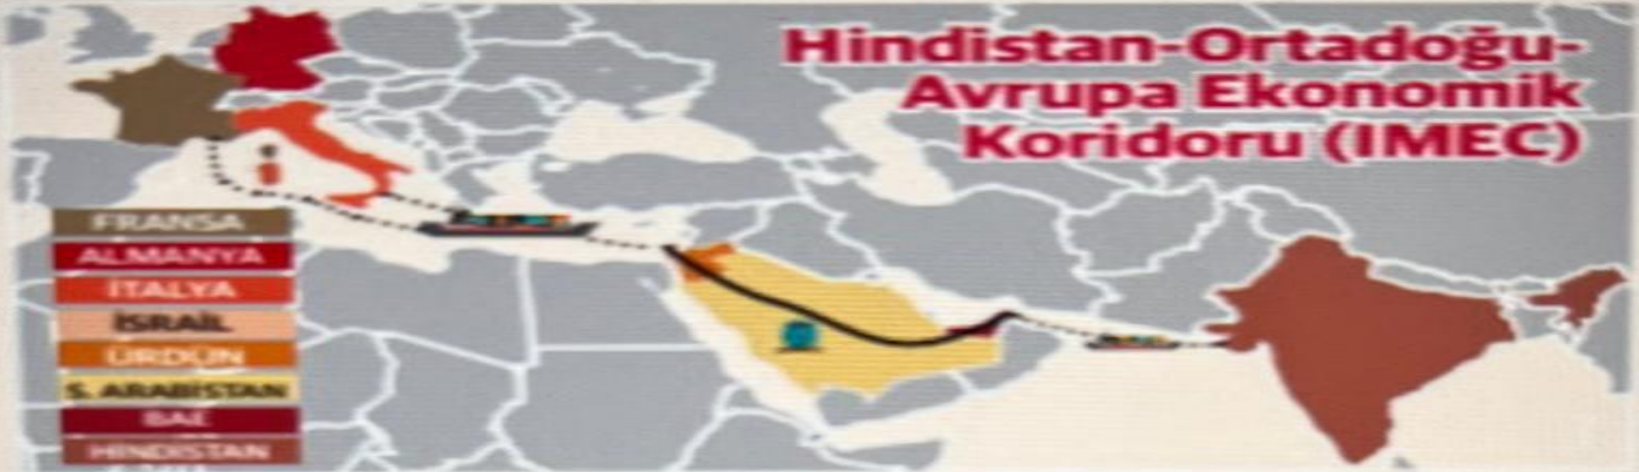 Hindistan-Ortadoğu-
Avrupa Ekonomik
Koridoru (IMEC)
FRANSA
ALMANYA
İTALYA
İSRAİL
ÜRDÜN
S. ARABİSTAN
BAE
HİNDİSTAN